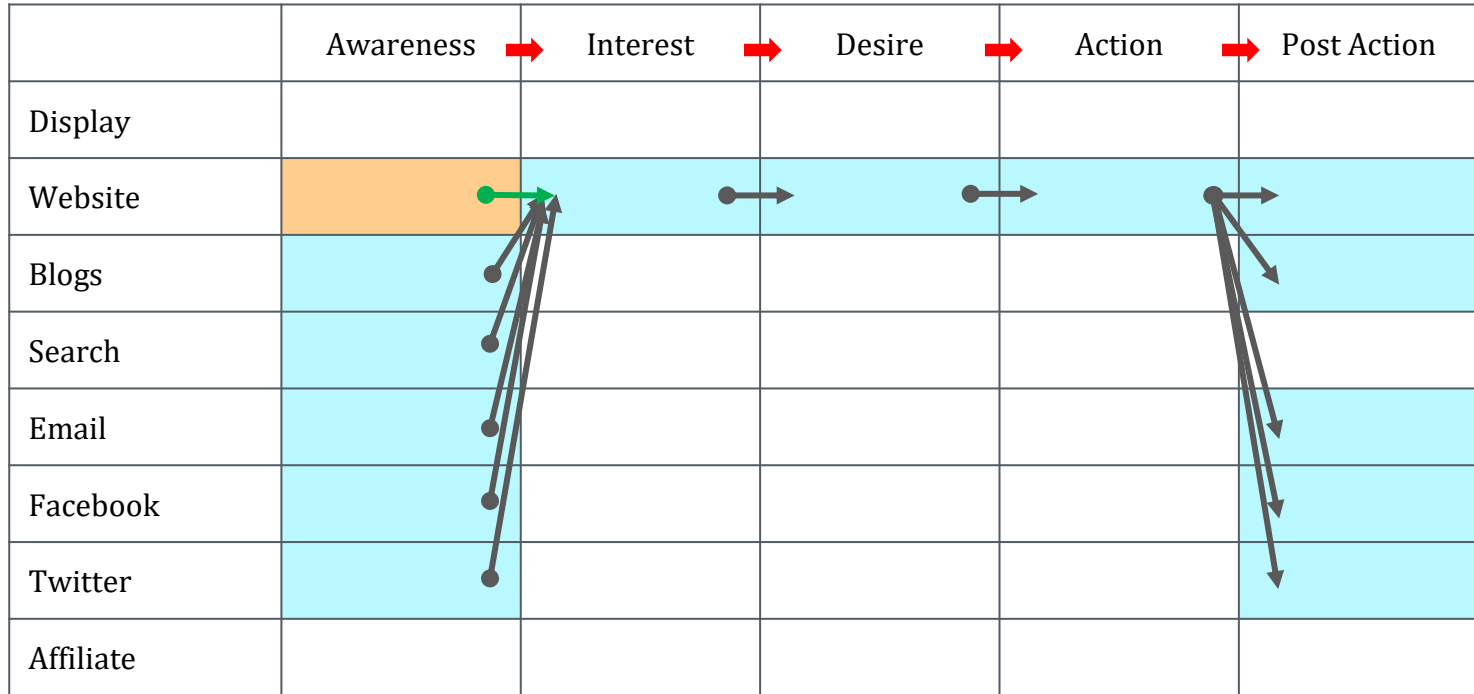 Awareness Interest Desire Action Post Action
Display
Website
Blogs
Search
Email
Facebook
Twitter
Affiliate